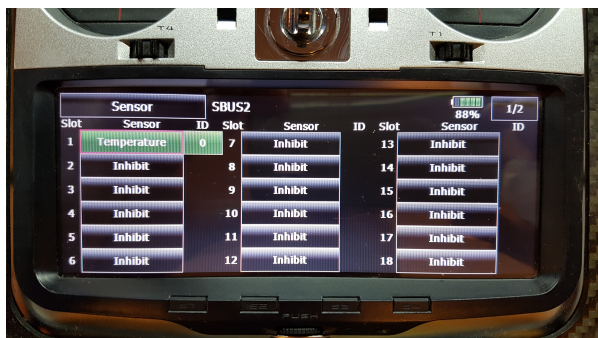 T4
T1
Sensor SBUS2 88% 1/2
Slot Sensor ID Slot Sensor ID Slot Sensor ID
1 Temperature 0 7 Inhibit 13 Inhibit
2 Inhibit 8 Inhibit 14 Inhibit
3 Inhibit 9 Inhibit 15 Inhibit
4 Inhibit 10 Inhibit 16 Inhibit
5 Inhibit 11 Inhibit 17 Inhibit
6 Inhibit 12 Inhibit 18 Inhibit
PUSH